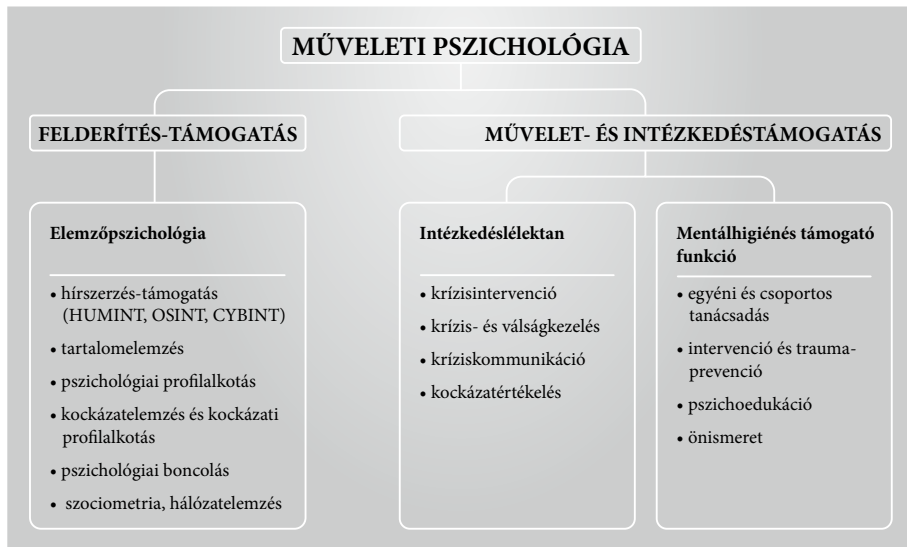 MŰVELETI PSZICHOLÓGIA
FELDERÍTÉS-TÁMOGATÁS
MŰVELET- ÉS INTÉZKEDÉSTÁMOGATÁS
Elemzőpszichológia
• hírszerzés-támogatás
(HUMINT, OSINT, CYBINT)
• tartalomelemzés
• pszichológiai profilalkotás
• kockázatelemzés és kockázati
profilalkotás
• pszichológiai boncolás
• szociometria, hálózatelemzés
Intézkedéslélektan
• krízisintervenció
• krízis- és válságkezelés
• kríziskommunikáció
• kockázatértékelés
Mentálhigiénés támogató
funkció
• egyéni és csoportos
tanácsadás
• intervenció és trauma-
prevenció
• pszichoedukáció
• önismeret